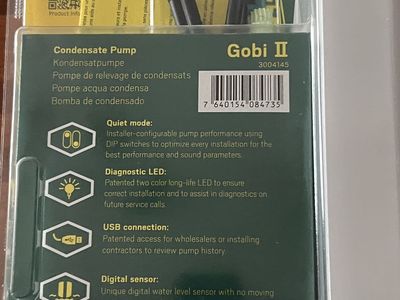 Product Info
Condensate Pump
Gobi II
Kondensatpumpe
3004145
Pompe de relevage de condensats
Pompe acqua condensa
Bomba de condensado
7 640154 084735
Quiet mode:
Installer-configurable pump performance using
DIP switches to optimize every installation for the
best performance and sound parameters.
Diagnostic LED:
Patented two color long-life LED to ensure
correct installation and to assist in diagnostics on
future service calls.
USB connection:
Patented access for wholesalers or installing
contractors to review pump history.
Digital sensor:
Unique digital water level sensor with no moving